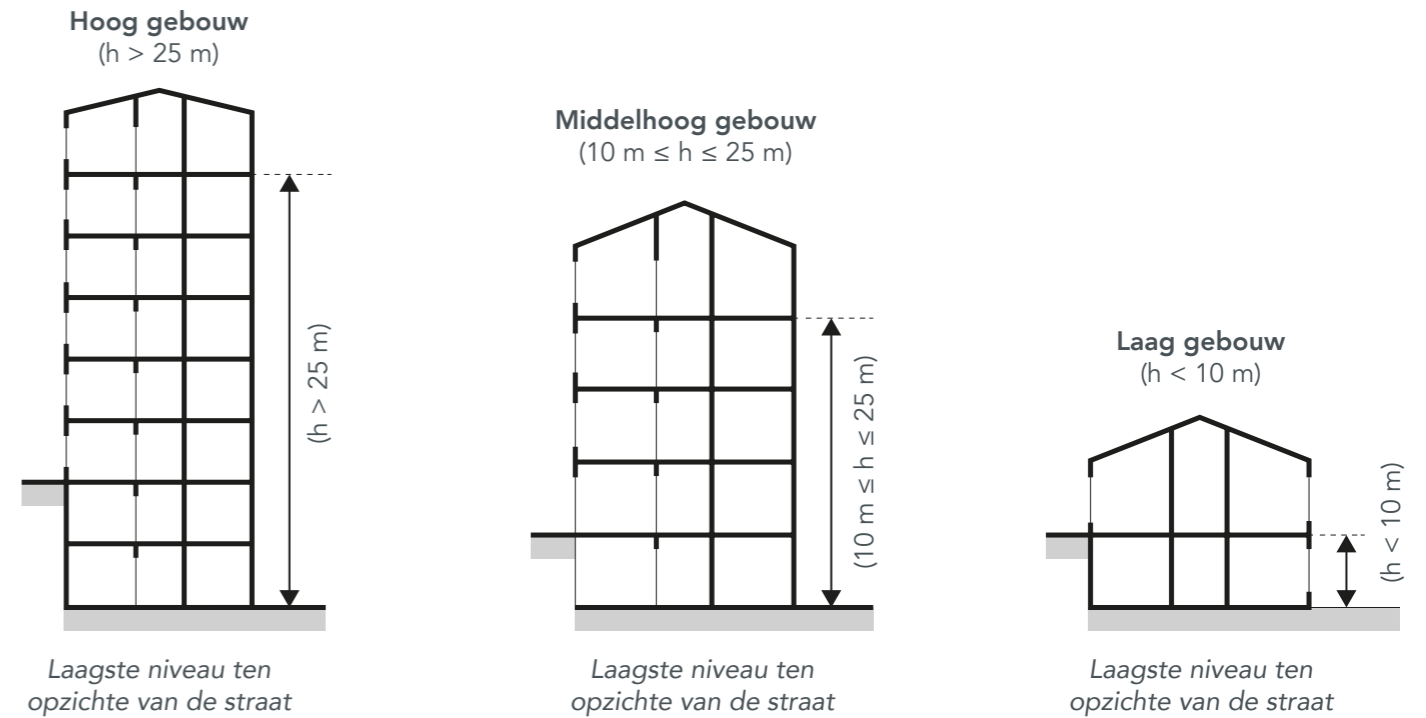 Hoog gebouw
(h > 25 m)
(h > 25 m)
Laagste niveau ten
opzichte van de straat
Middelhoog gebouw
(10 m ≤ h ≤ 25 m)
(10 m ≤ h ≤ 25 m)
Laagste niveau ten
opzichte van de straat
Laag gebouw
(h < 10 m)
(h < 10 m)
Laagste niveau ten
opzichte van de straat